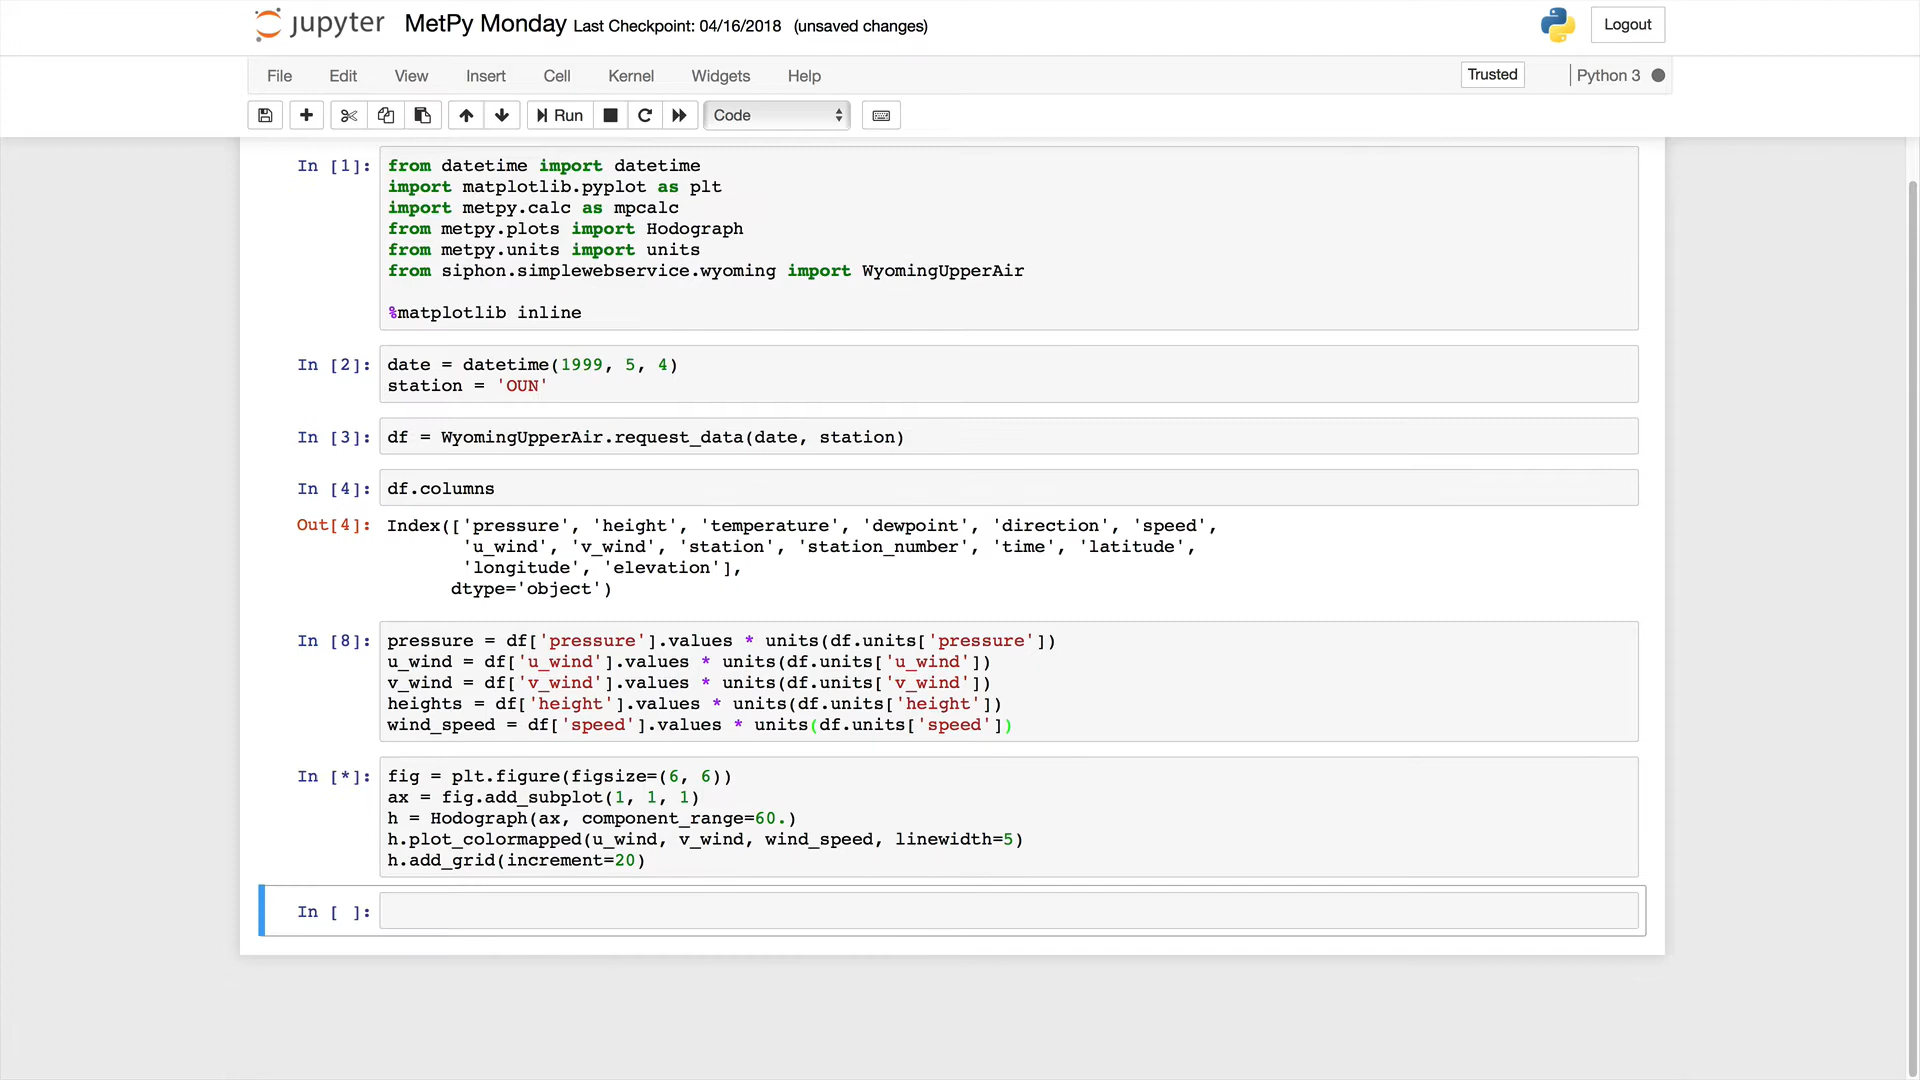 jupyter MetPy Monday Last Checkpoint: 04/16/2018 (unsaved changes) Logout
File Edit View Insert Cell Kernel Widgets Help Trusted Python 3
Run Code
In [1]: from datetime import datetime
import matplotlib.pyplot as plt
import metpy.calc as mpcalc
from metpy.plots import Hodograph
from metpy.units import units
from siphon.simplewebservice.wyoming import WyomingUpperAir
%matplotlib inline
In [2]: date = datetime(1999, 5, 4)
station = 'OUN'
In [3]: df = WyomingUpperAir.request_data(date, station)
In [4]: df.columns
Out[4]: Index(['pressure', 'height', 'temperature', 'dewpoint', 'direction', 'speed',
'u_wind', 'v_wind', 'station', 'station_number', 'time', 'latitude',
'longitude', 'elevation'],
dtype='object')
In [8]: pressure = df['pressure'].values * units(df.units['pressure'])
u_wind = df['u_wind'].values * units(df.units['u_wind'])
v_wind = df['v_wind'].values * units(df.units['v_wind'])
heights = df['height'].values * units(df.units['height'])
wind_speed = df['speed'].values * units(df.units['speed'])
In [*]: fig = plt.figure(figsize=(6, 6))
ax = fig.add_subplot(1, 1, 1)
h = Hodograph(ax, component_range=60.)
h.plot_colormapped(u_wind, v_wind, wind_speed, linewidth=5)
h.add_grid(increment=20)
In [ ]: